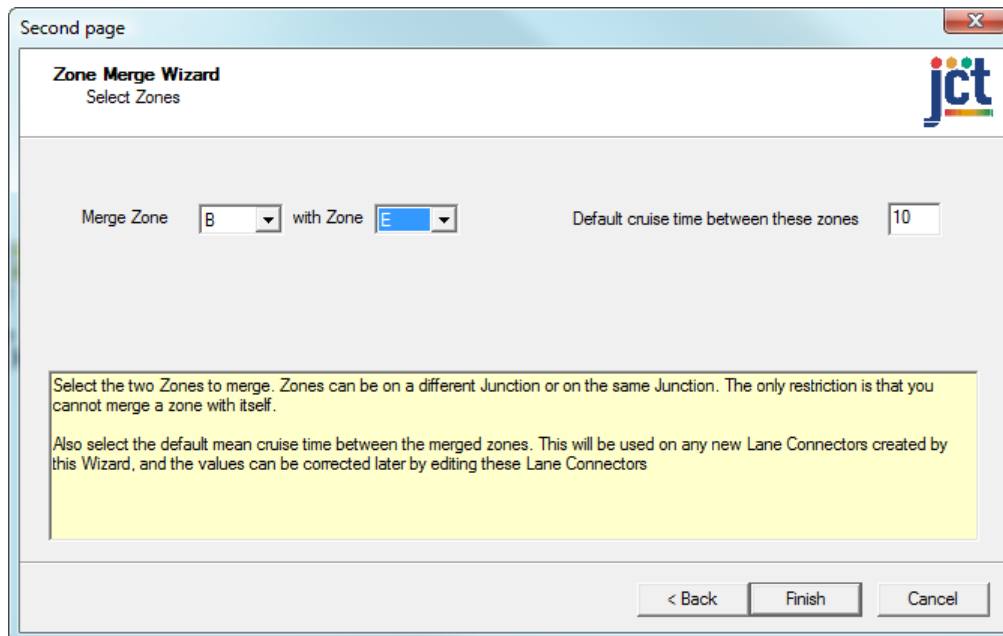 Second page
Zone Merge Wizard
Select Zones
jct
Merge Zone B with Zone E Default cruise time between these zones 10
Select the two Zones to merge. Zones can be on a different Junction or on the same Junction. The only restriction is that you
cannot merge a zone with itself.
Also select the default mean cruise time between the merged zones. This will be used on any new Lane Connectors created by
this Wizard, and the values can be corrected later by editing these Lane Connectors
< Back Finish Cancel